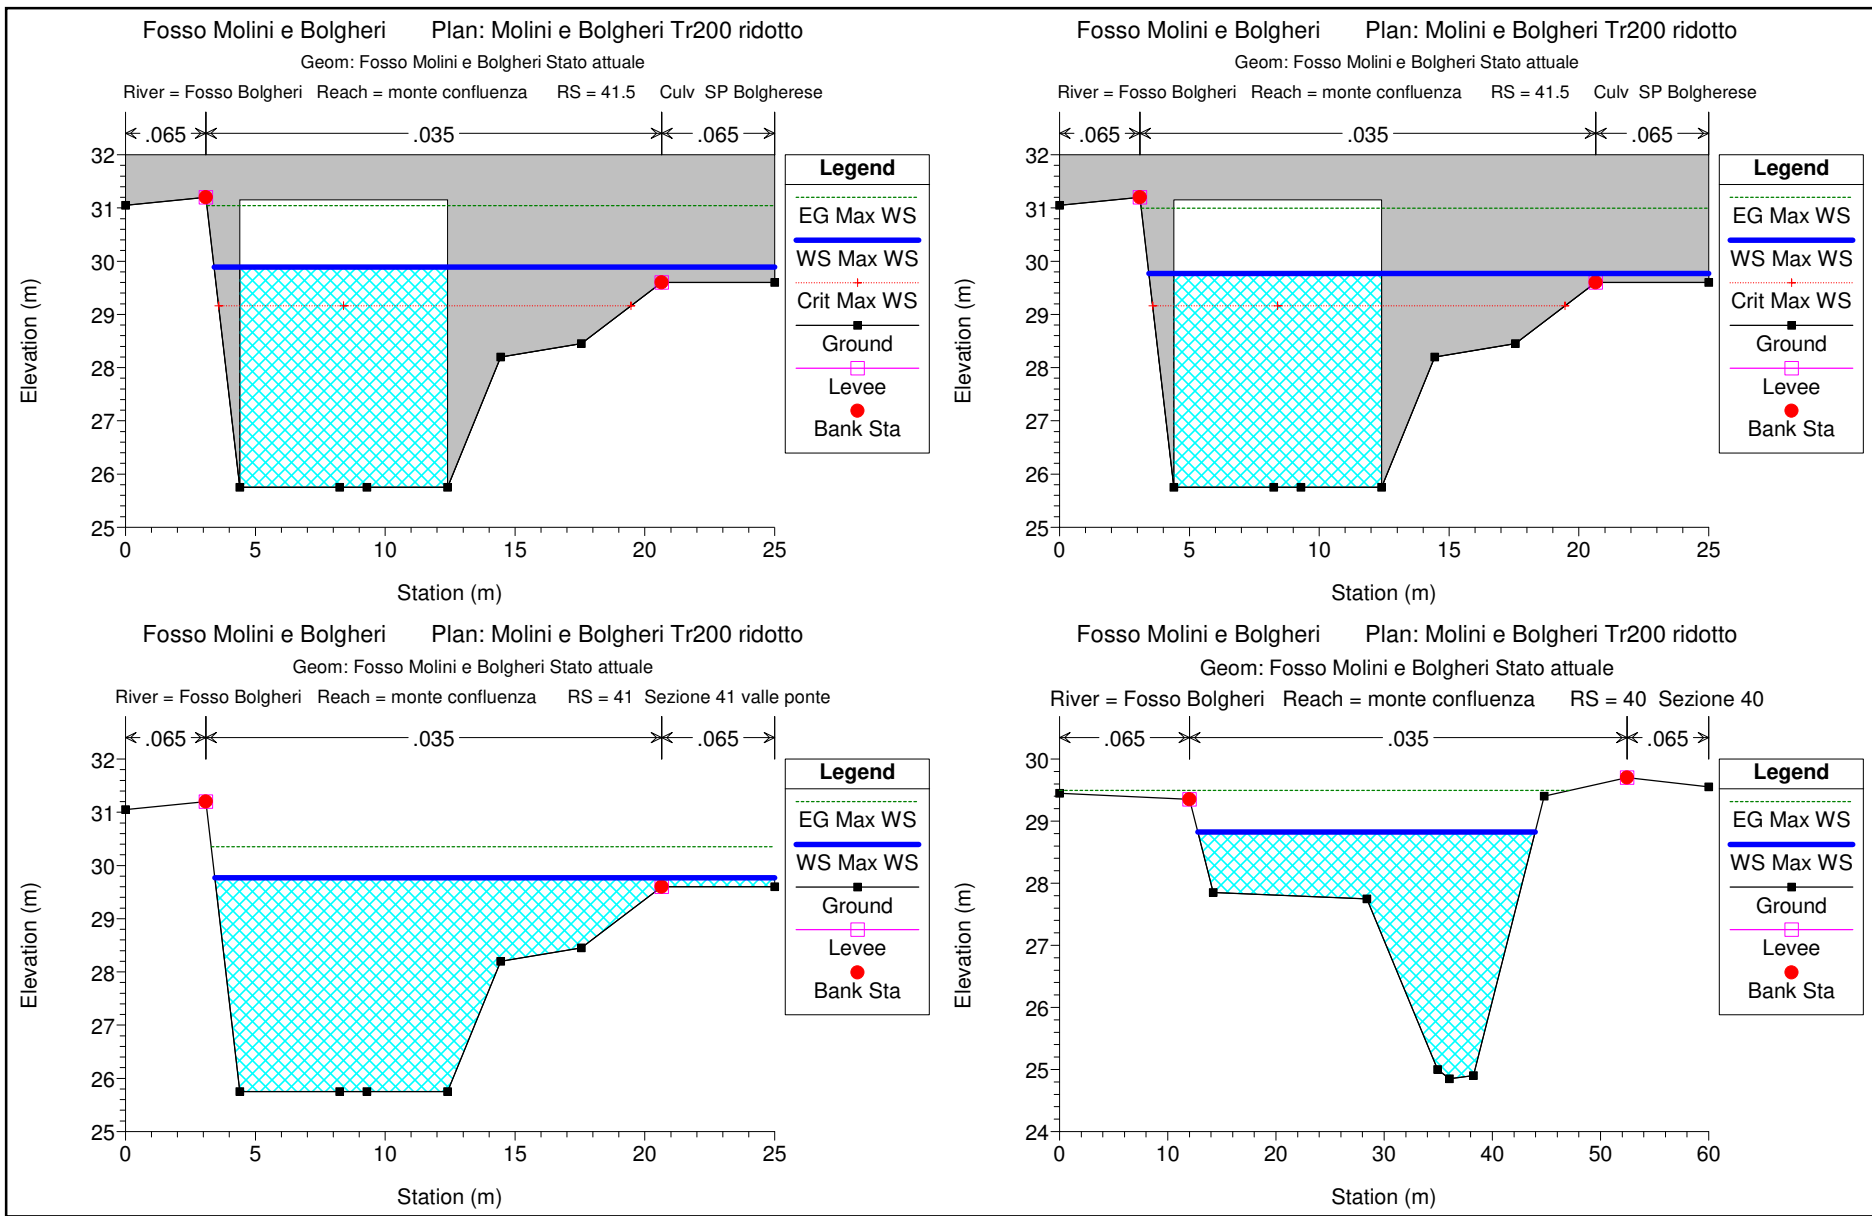 Fosso Molini e Bolgheri Plan: Molini e Bolgheri Tr200 ridotto
Geom: Fosso Molini e Bolgheri Stato attuale
River = Fosso Bolgheri Reach = monte confluenza RS = 41.5 Culv SP Bolgherese
.065 .035 .065
32
31
30
29
28
27
26
25
Elevation (m)
0 5 10 15 20 25
Station (m)
Legend
EG Max WS
WS Max WS
Crit Max WS
Ground
Levee
Bank Sta
Fosso Molini e Bolgheri Plan: Molini e Bolgheri Tr200 ridotto
Geom: Fosso Molini e Bolgheri Stato attuale
River = Fosso Bolgheri Reach = monte confluenza RS = 41.5 Culv SP Bolgherese
.065 .035 .065
32
31
30
29
28
27
26
25
Elevation (m)
0 5 10 15 20 25
Station (m)
Legend
EG Max WS
WS Max WS
Crit Max WS
Ground
Levee
Bank Sta
Fosso Molini e Bolgheri Plan: Molini e Bolgheri Tr200 ridotto
Geom: Fosso Molini e Bolgheri Stato attuale
River = Fosso Bolgheri Reach = monte confluenza RS = 41 Sezione 41 valle ponte
.065 .035 .065
32
31
30
29
28
27
26
25
Elevation (m)
0 5 10 15 20 25
Station (m)
Legend
EG Max WS
WS Max WS
Ground
Levee
Bank Sta
Fosso Molini e Bolgheri Plan: Molini e Bolgheri Tr200 ridotto
Geom: Fosso Molini e Bolgheri Stato attuale
River = Fosso Bolgheri Reach = monte confluenza RS = 40 Sezione 40
.065 .035 .065
30
29
28
27
26
25
24
Elevation (m)
0 10 20 30 40 50 60
Station (m)
Legend
EG Max WS
WS Max WS
Ground
Levee
Bank Sta